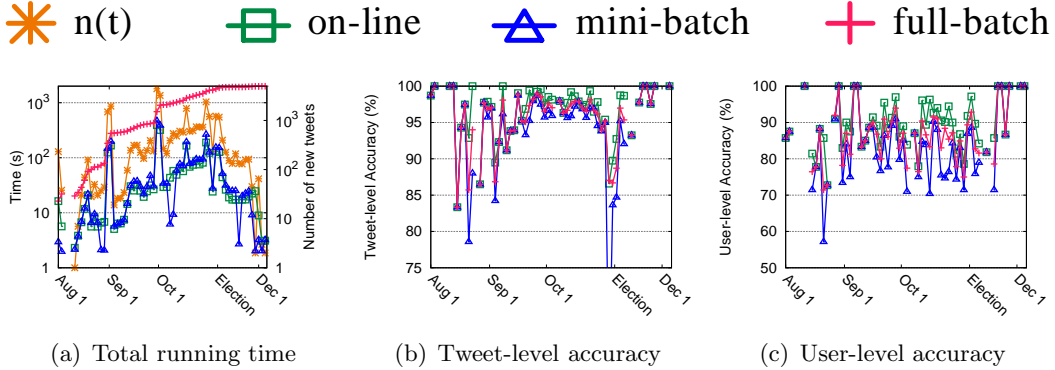 n(t) on-line mini-batch full-batch
Time (s)
10³
10²
10
1
Number of new tweets
10³
10²
10
1
Aug 1 Sep 1 Oct 1 Election Dec 1
(a) Total running time
Tweet-level Accuracy (%)
100
95
90
85
80
75
Aug 1 Sep 1 Oct 1 Election Dec 1
(b) Tweet-level accuracy
User-level Accuracy (%)
100
90
80
70
60
50
Aug 1 Sep 1 Oct 1 Election Dec 1
(c) User-level accuracy